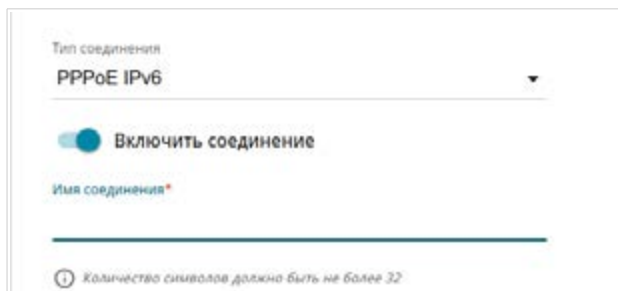 Тип соединения
PPPoE IPv6
Включить соединение
Имя соединения*
Количество символов должно быть не более 32